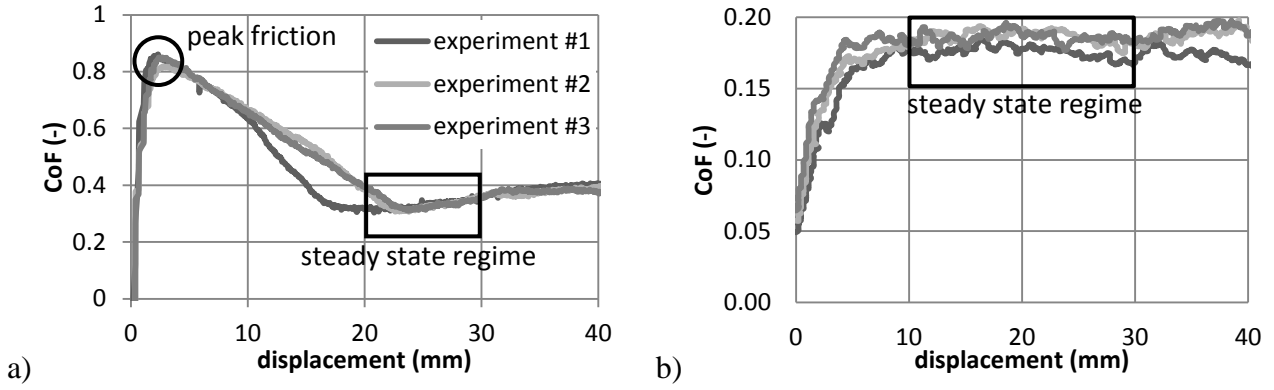 1
0.8
0.6
0.4
0.2
0
CoF (-)
peak friction
experiment #1
experiment #2
experiment #3
steady state regime
0 10 20 30 40
displacement (mm)
a)
0.20
0.15
0.20
0.10
0.05
0.00
CoF (-)
steady state regime
0 10 20 30 40
displacement (mm)
b)